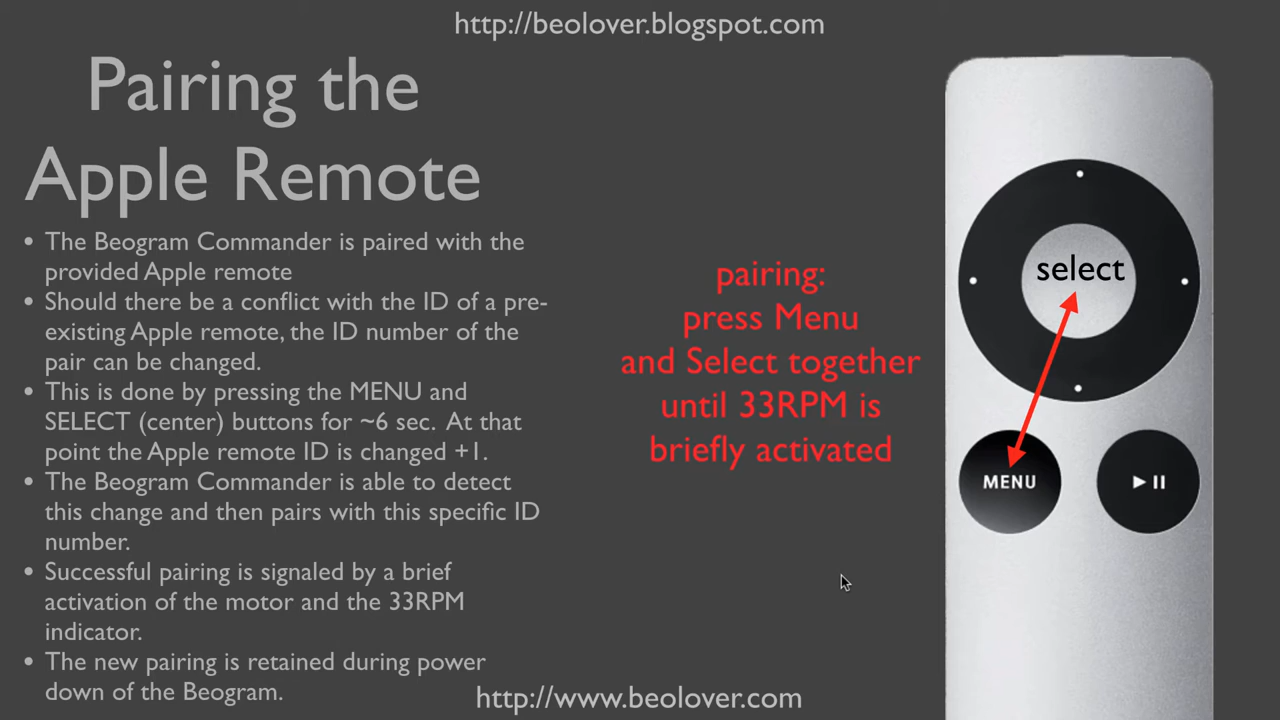 http://beolover.blogspot.com
Pairing the
Apple Remote
• The Beogram Commander is paired with the
provided Apple remote
• Should there be a conflict with the ID of a pre-
existing Apple remote, the ID number of the
pair can be changed.
• This is done by pressing the MENU and
SELECT (center) buttons for ~6 sec. At that
point the Apple remote ID is changed +1.
• The Beogram Commander is able to detect
this change and then pairs with this specific ID
number.
• Successful pairing is signaled by a brief
activation of the motor and the 33RPM
indicator.
• The new pairing is retained during power
down of the Beogram.
pairing:
press Menu
and Select together
until 33RPM is
briefly activated
select
MENU
http://www.beolover.com